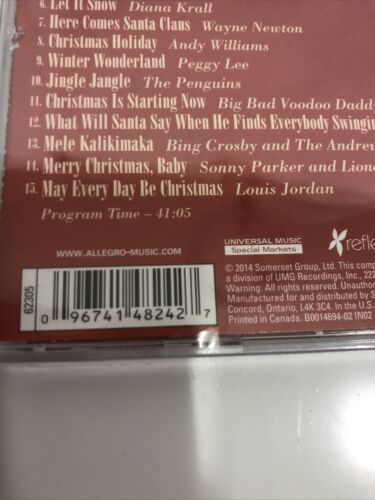 6. Let It Snow Diana Krall
7. Here Comes Santa Claus Wayne Newton
8. Christmas Holiday Andy Williams
9. Winter Wonderland Peggy Lee
10. Jingle Jangle The Penguins
11. Christmas Is Starting Now Big Bad Voodoo Daddy
12. What Will Santa Say When He Finds Everybody Swingin
13. Mele Kalikimaka Bing Crosby and The Andrew
14. Merry Christmas, Baby Sonny Parker and Lione
15. May Every Day Be Christmas Louis Jordan
Program Time – 41:05
WWW.ALLEGRO-MUSIC.COM
UNIVERSAL MUSIC
Special Markets
refle
62305
0 96741 48242 7
© 2014 Somerset Group, Ltd. This comp
a division of UMG Recordings, Inc., 222
Warning: All rights reserved. Unauthor
Manufactured for and distributed by S
Concord, Ontario, L4K 3C4. In the U.S.
Printed in Canada. B0014694-02 IN02